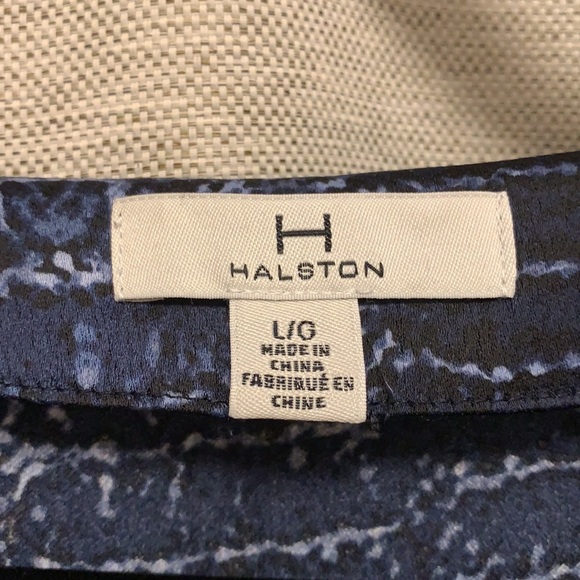 H
HALSTON
L/G
MADE IN
CHINA
FABRIQUÉ EN
CHINE